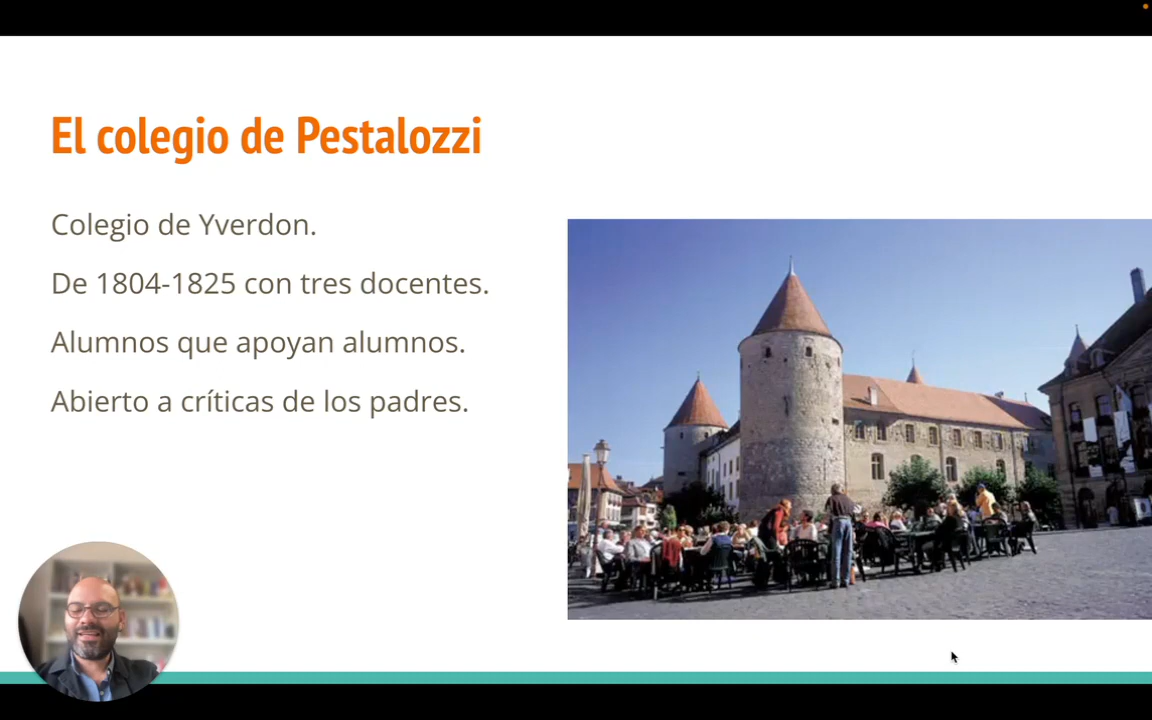 El colegio de Pestalozzi
Colegio de Yverdon.
De 1804-1825 con tres docentes.
Alumnos que apoyan alumnos.
Abierto a críticas de los padres.